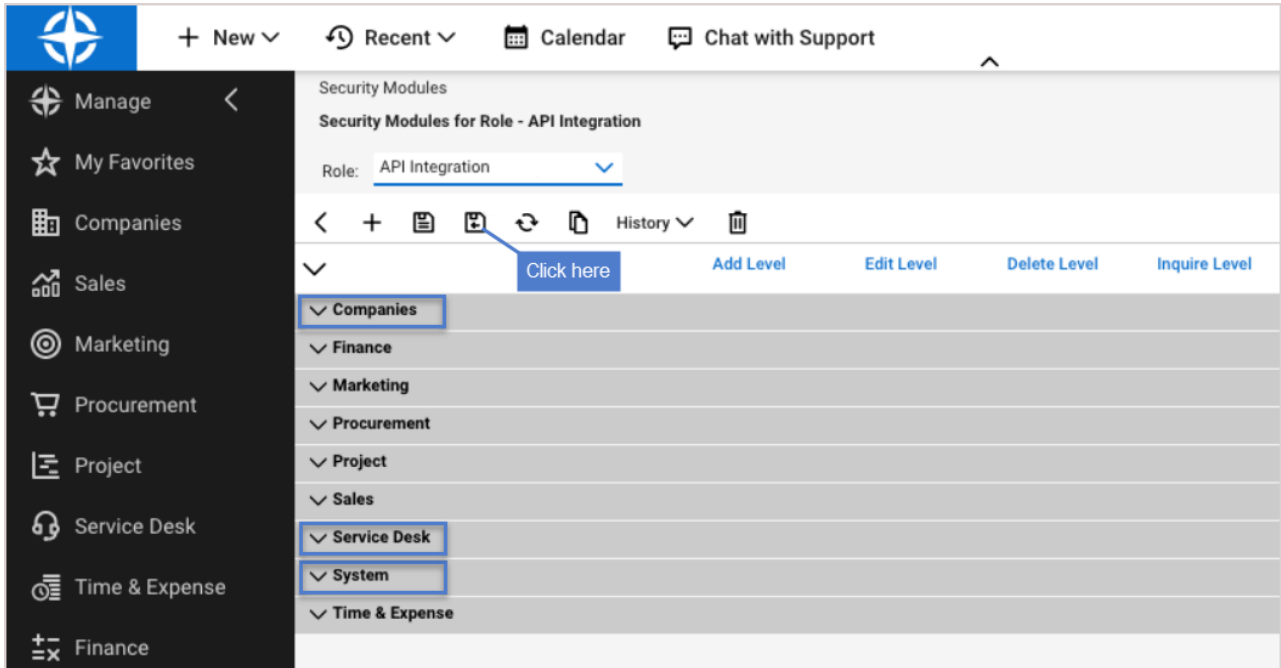 New
Recent
Calendar
Chat with Support
Manage
My Favorites
Companies
Sales
Marketing
Procurement
Project
Service Desk
Time & Expense
Finance
Security Modules
Security Modules for Role - API Integration
Role: API Integration
History
Click here
Add Level Edit Level Delete Level Inquire Level
Companies
Finance
Marketing
Procurement
Project
Sales
Service Desk
System
Time & Expense